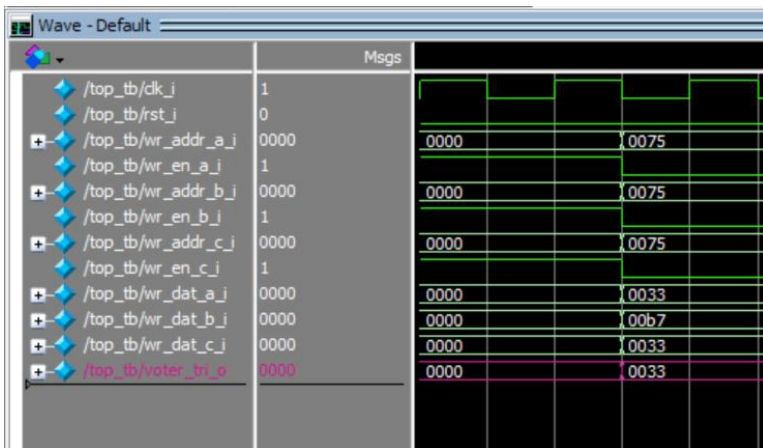 Wave - Default
Msgs
/top_tb/clk_i 1
/top_tb/rst_i 0
/top_tb/wr_addr_a_i 0000 0000 0075
/top_tb/wr_en_a_i 1
/top_tb/wr_addr_b_i 0000 0000 0075
/top_tb/wr_en_b_i 1
/top_tb/wr_addr_c_i 0000 0000 0075
/top_tb/wr_en_c_i 1
/top_tb/wr_dat_a_i 0000 0000 0033
/top_tb/wr_dat_b_i 0000 0000 00b7
/top_tb/wr_dat_c_i 0000 0000 0033
/top_tb/voter_tri_o 0000 0000 0033